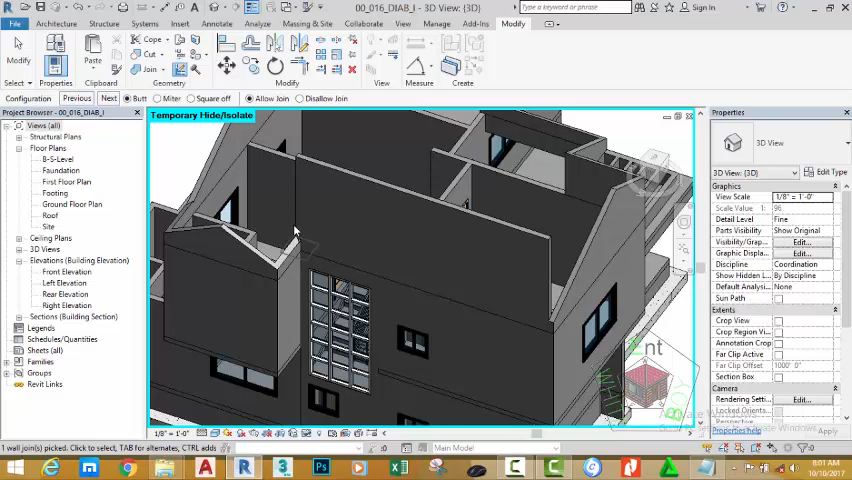 00_016_DIAB_I - 3D View: {3D}
Type a keyword or phrase
Sign In
File Architecture Structure Systems Insert Annotate Analyze Massing & Site Collaborate View Manage Add-Ins Modify
Modify
Properties
Paste
Cope
Cut
Join
Select Properties Clipboard Geometry Modify View Measure Create
Configuration Previous Next Butt Miter Square off Allow Join Disallow Join
Project Browser - 00_016_DIAB_I
Views (all)
Structural Plans
Floor Plans
B-S-Level
Foundation
First Floor Plan
Footing
Ground Floor Plan
Roof
Site
Ceiling Plans
3D Views
Elevations (Building Elevation)
Front Elevation
Left Elevation
Rear Elevation
Right Elevation
Sections (Building Section)
Legends
Schedules/Quantities
Sheets (all)
Families
Groups
Revit Links
Temporary Hide/Isolate
Properties
3D View
View: {3D}
Edit Type
Graphics
View Scale 1/8" = 1'-0"
Scale Value 1: 96
Detail Level Fine
Parts Visibility Show Original
Visibility/Grap... Edit...
Graphic Displa... Edit...
Discipline Coordination
Show Hidden L... By Discipline
Default Analysi... None
Sun Path
Extents
Crop View
Crop Region Vi...
Annotation Crop
Far Clip Active
Far Clip Offset 1000' 0"
Section Box
Camera
Rendering Setti... Edit...
Locked Orienta...
Properties help
Apply
Activate Windows
1/8" = 1'-0"
1 wall join(s) picked. Click to select, TAB for alternates, CTRL adds
:0
Main Model
:0
8:01 AM
10/10/2017